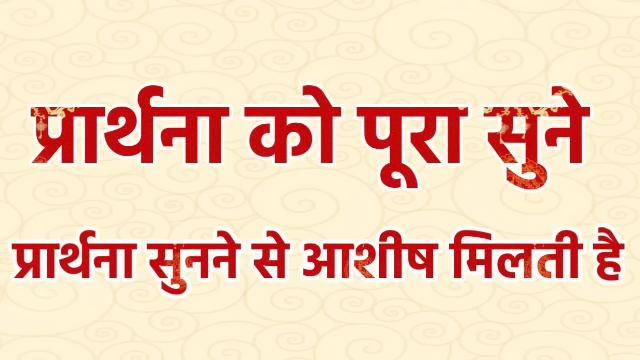 प्रार्थना को पूरा सुने
प्रार्थना सुनने से आशीष मिलती है